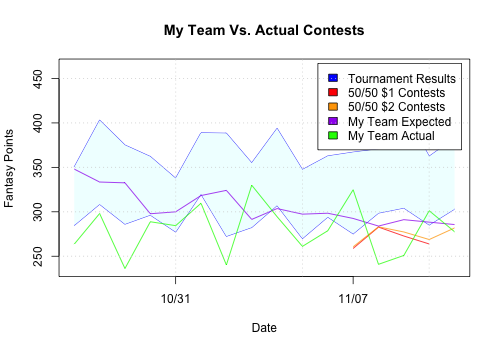 My Team Vs. Actual Contests
Tournament Results
50/50 $1 Contests
50/50 $2 Contests
My Team Expected
My Team Actual
Fantasy Points
450
400
350
300
250
10/31
11/07
Date